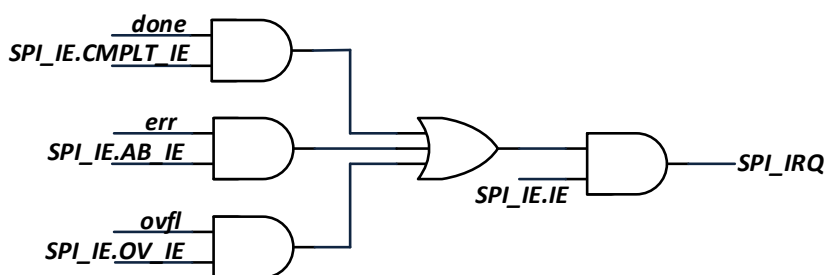 done
SPI_IE.CMPLT_IE
err
SPI_IE.AB_IE
SPI_IRQ
SPI_IE.IE
ovfl
SPI_IE.OV_IE